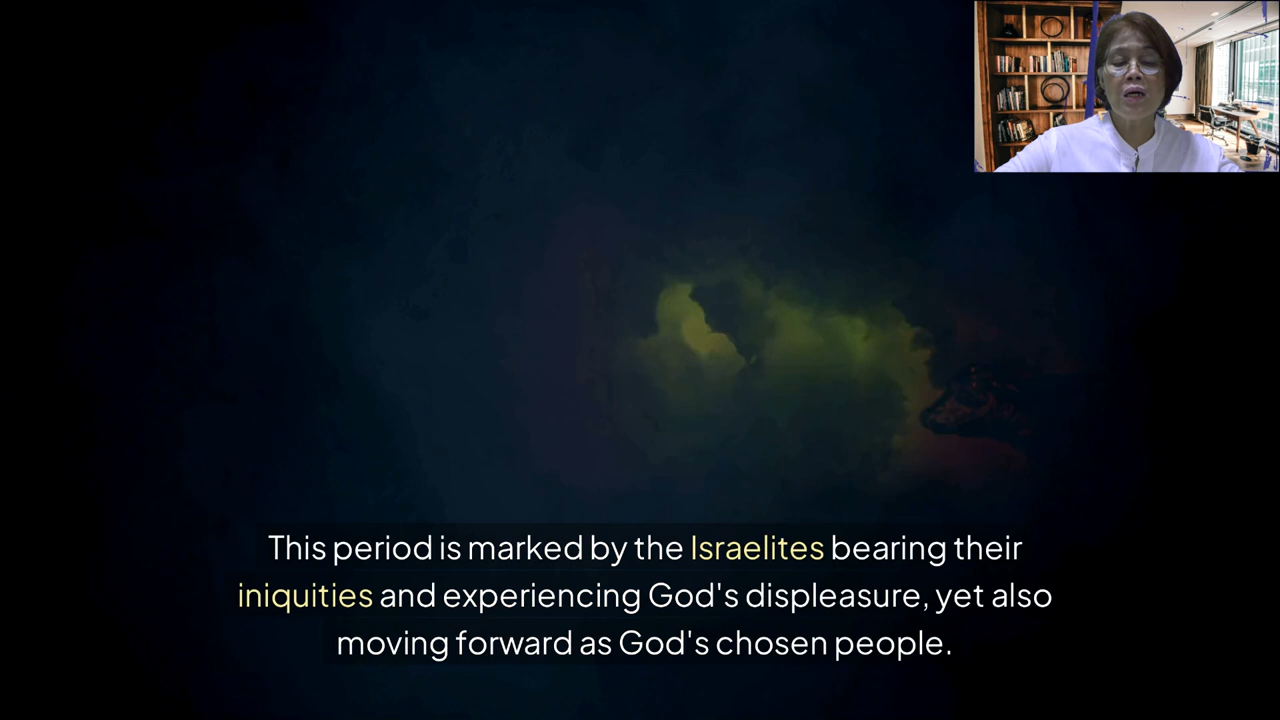 This period is marked by the Israelites bearing their
iniquities and experiencing God's displeasure, yet also
moving forward as God's chosen people.